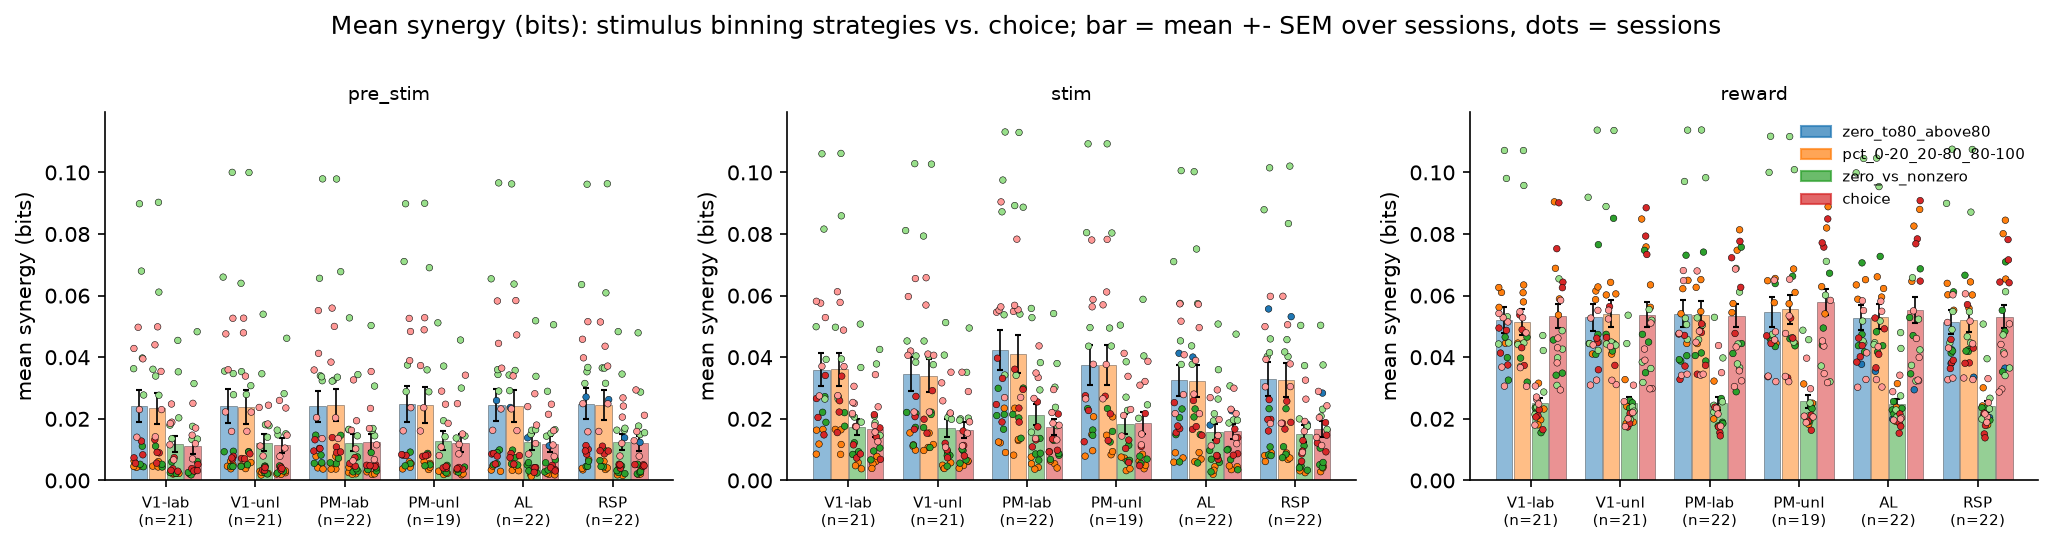 Mean synergy (bits): stimulus binning strategies vs. choice; bar = mean +- SEM over sessions, dots = sessions
pre_stim
mean synergy (bits)
0.10
0.08
0.06
0.04
0.02
0.00
V1-lab (n=21)
V1-unl (n=21)
PM-lab (n=22)
PM-unl (n=19)
AL (n=22)
RSP (n=22)
stim
mean synergy (bits)
0.10
0.08
0.06
0.04
0.02
0.00
V1-lab (n=21)
V1-unl (n=21)
PM-lab (n=22)
PM-unl (n=19)
AL (n=22)
RSP (n=22)
reward
mean synergy (bits)
0.10
0.08
0.06
0.04
0.02
0.00
V1-lab (n=21)
V1-unl (n=21)
PM-lab (n=22)
PM-unl (n=19)
AL (n=22)
RSP (n=22)
zero_to80_above80
pct_0-20_20-80_80-100
zero_vs_nonzero
choice